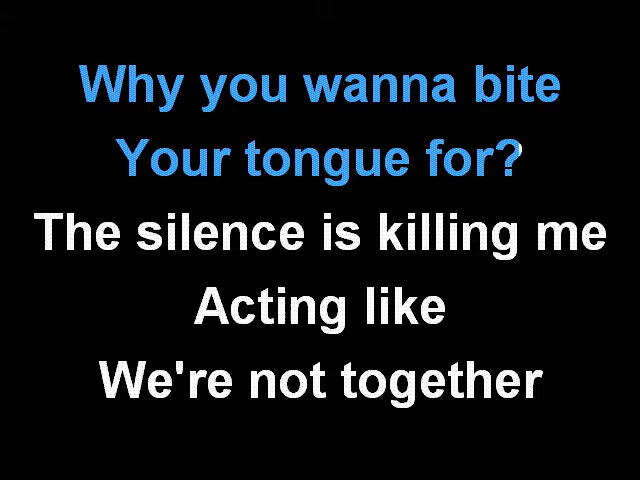 Why you wanna bite
Your tongue for?
The silence is killing me
Acting like
We're not together